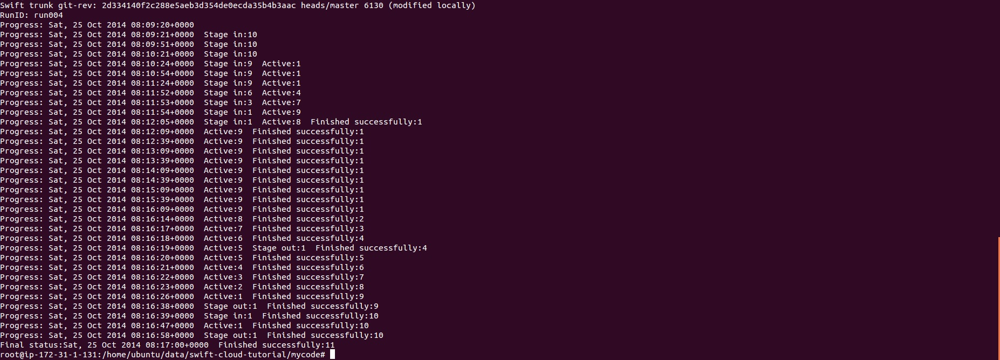 Swift trunk git-rev: 2d334140f2c288e5aeb3d354de0ecda35b4b3aac heads/master 6130 (modified locally)
RunID: run004
Progress: Sat, 25 Oct 2014 08:09:20+0000
Progress: Sat, 25 Oct 2014 08:09:21+0000  Stage in:10
Progress: Sat, 25 Oct 2014 08:09:51+0000  Stage in:10
Progress: Sat, 25 Oct 2014 08:10:21+0000  Stage in:10
Progress: Sat, 25 Oct 2014 08:10:24+0000  Stage in:9  Active:1
Progress: Sat, 25 Oct 2014 08:10:54+0000  Stage in:9  Active:1
Progress: Sat, 25 Oct 2014 08:11:24+0000  Stage in:9  Active:1
Progress: Sat, 25 Oct 2014 08:11:52+0000  Stage in:6  Active:4
Progress: Sat, 25 Oct 2014 08:11:53+0000  Stage in:3  Active:7
Progress: Sat, 25 Oct 2014 08:11:54+0000  Stage in:1  Active:9
Progress: Sat, 25 Oct 2014 08:12:05+0000  Stage in:1  Active:8  Finished successfully:1
Progress: Sat, 25 Oct 2014 08:12:09+0000  Active:9  Finished successfully:1
Progress: Sat, 25 Oct 2014 08:12:39+0000  Active:9  Finished successfully:1
Progress: Sat, 25 Oct 2014 08:13:09+0000  Active:9  Finished successfully:1
Progress: Sat, 25 Oct 2014 08:13:39+0000  Active:9  Finished successfully:1
Progress: Sat, 25 Oct 2014 08:14:09+0000  Active:9  Finished successfully:1
Progress: Sat, 25 Oct 2014 08:14:39+0000  Active:9  Finished successfully:1
Progress: Sat, 25 Oct 2014 08:15:09+0000  Active:9  Finished successfully:1
Progress: Sat, 25 Oct 2014 08:15:39+0000  Active:9  Finished successfully:1
Progress: Sat, 25 Oct 2014 08:16:09+0000  Active:9  Finished successfully:1
Progress: Sat, 25 Oct 2014 08:16:14+0000  Active:8  Finished successfully:2
Progress: Sat, 25 Oct 2014 08:16:17+0000  Active:7  Finished successfully:3
Progress: Sat, 25 Oct 2014 08:16:18+0000  Active:6  Finished successfully:4
Progress: Sat, 25 Oct 2014 08:16:19+0000  Active:5  Stage out:1  Finished successfully:4
Progress: Sat, 25 Oct 2014 08:16:20+0000  Active:5  Finished successfully:5
Progress: Sat, 25 Oct 2014 08:16:21+0000  Active:4  Finished successfully:6
Progress: Sat, 25 Oct 2014 08:16:22+0000  Active:3  Finished successfully:7
Progress: Sat, 25 Oct 2014 08:16:23+0000  Active:2  Finished successfully:8
Progress: Sat, 25 Oct 2014 08:16:26+0000  Active:1  Finished successfully:9
Progress: Sat, 25 Oct 2014 08:16:38+0000  Stage out:1  Finished successfully:9
Progress: Sat, 25 Oct 2014 08:16:39+0000  Stage in:1  Finished successfully:10
Progress: Sat, 25 Oct 2014 08:16:47+0000  Active:1  Finished successfully:10
Progress: Sat, 25 Oct 2014 08:16:58+0000  Stage out:1  Finished successfully:10
Final status:Sat, 25 Oct 2014 08:17:00+0000  Finished successfully:11
root@ip-172-31-1-131:/home/ubuntu/data/swift-cloud-tutorial/mycode#